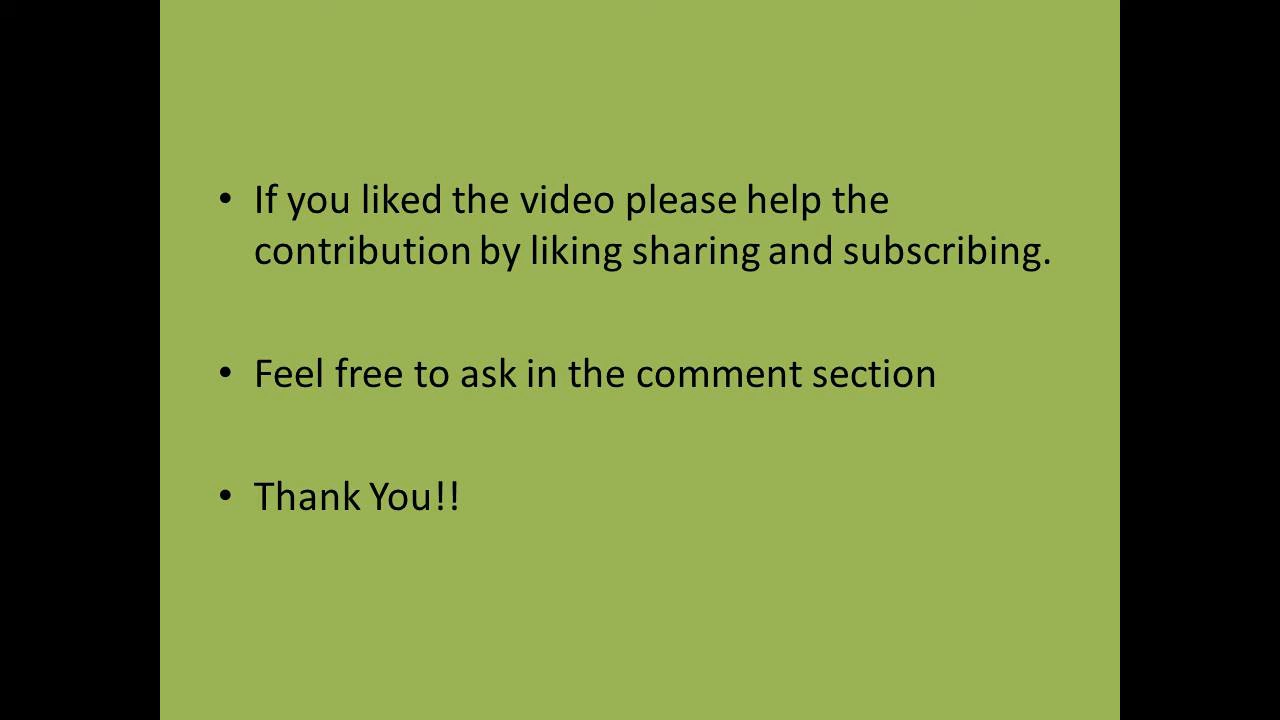 • If you liked the video please help the
contribution by liking sharing and subscribing.
• Feel free to ask in the comment section
• Thank You!!